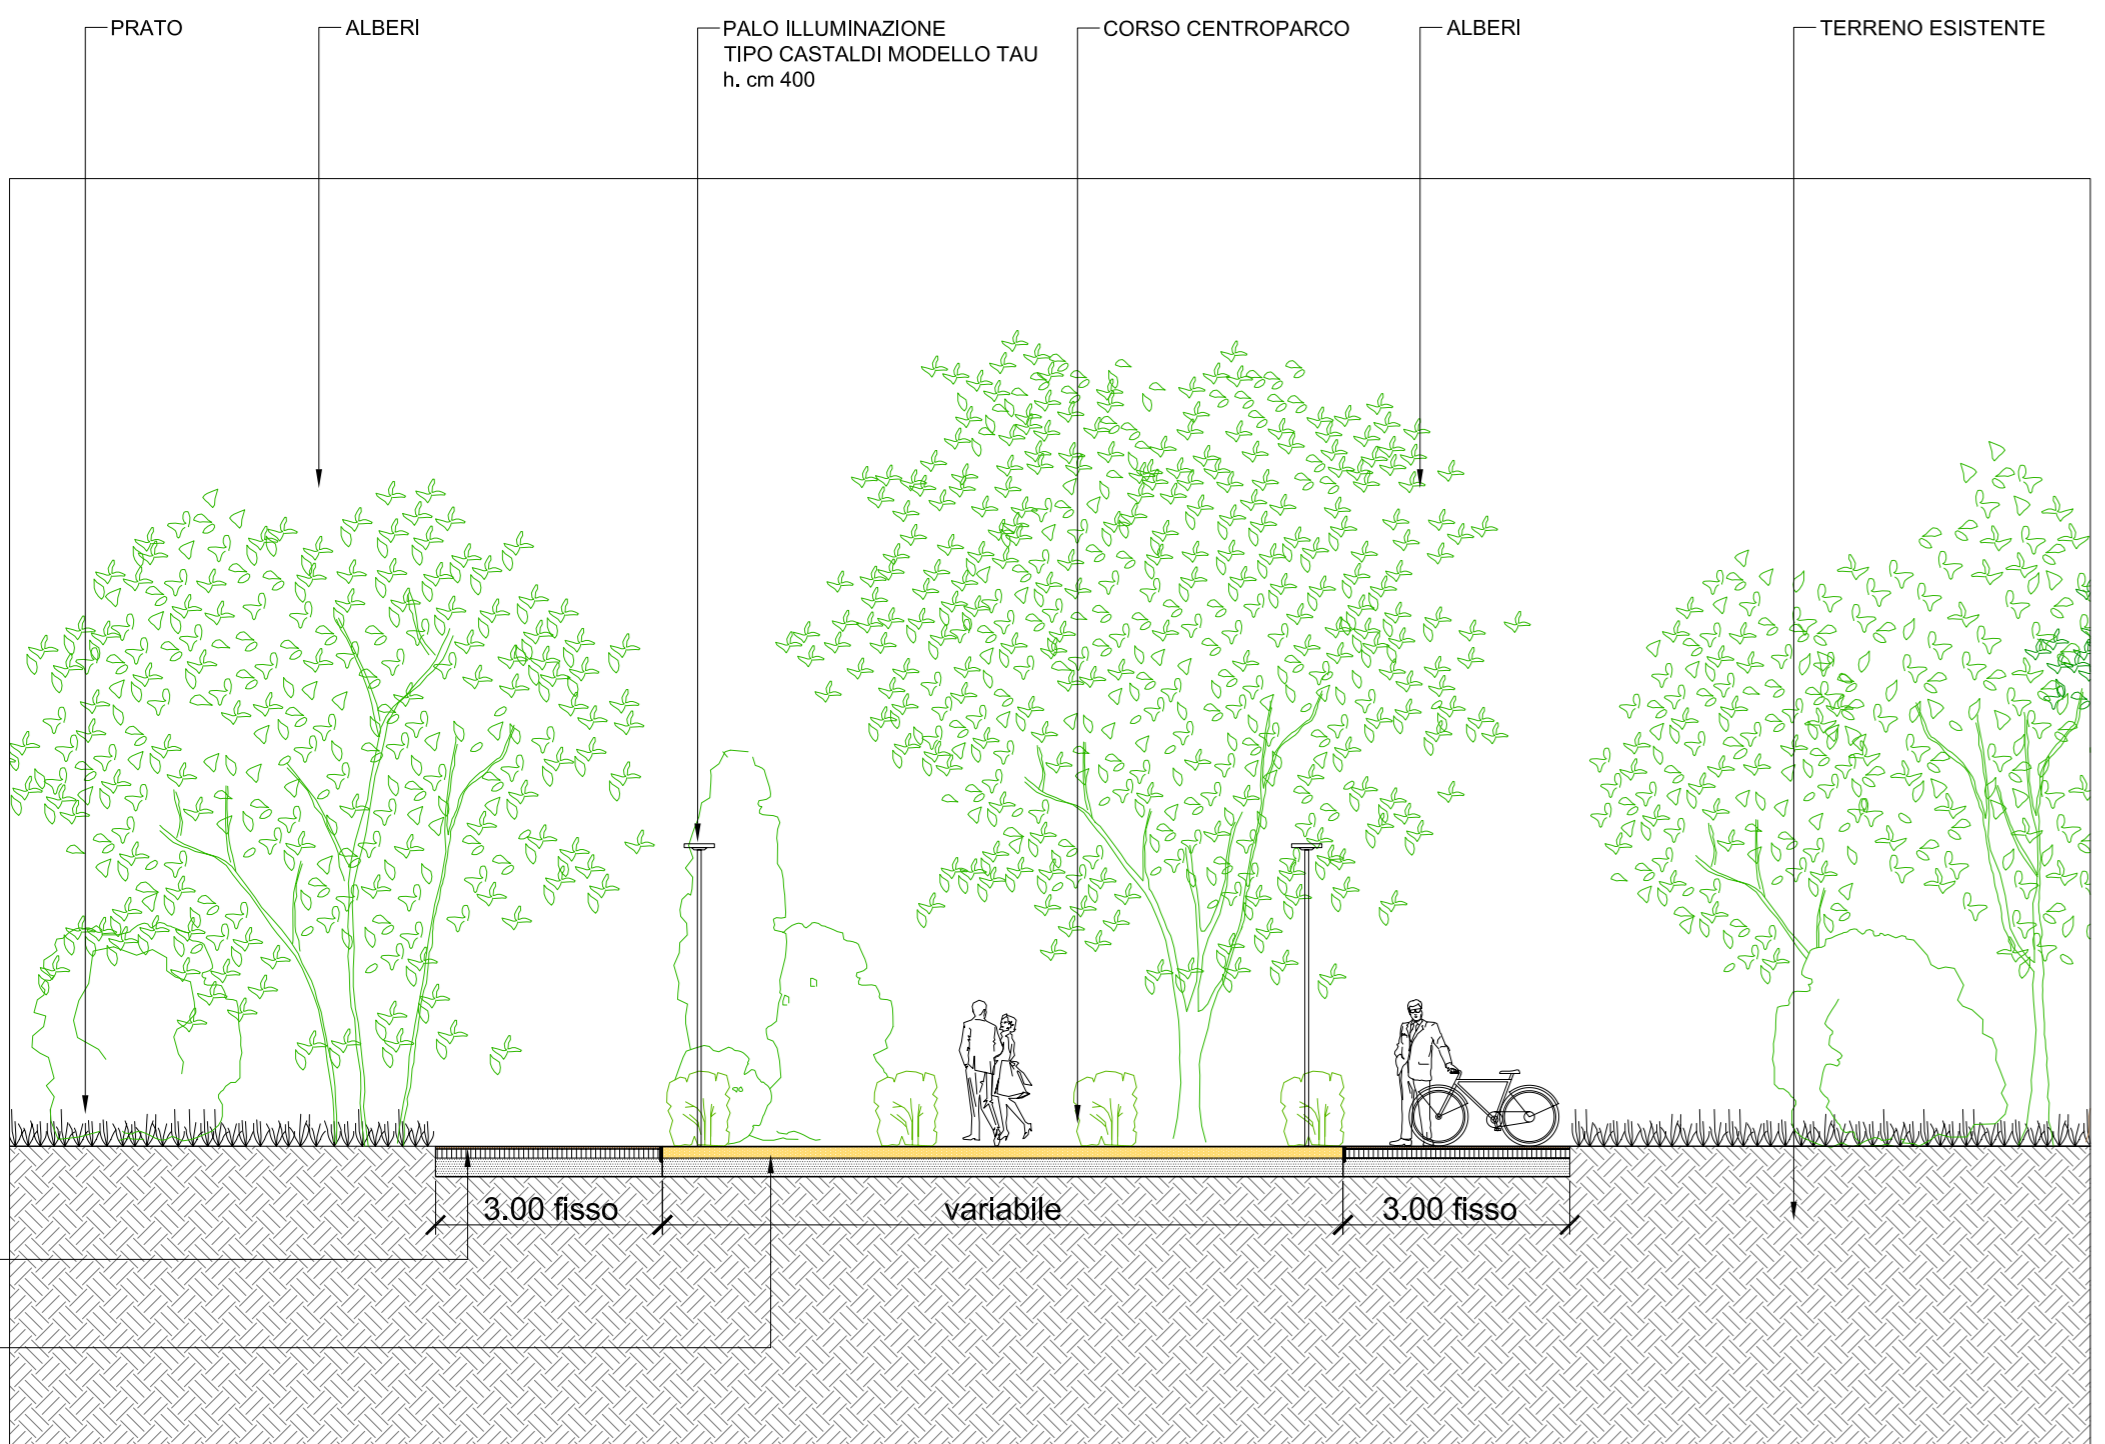 PRATO
ALBERI
PALO ILLUMINAZIONE
TIPO CASTALDI MODELLO TAU
h. cm 400
CORSO CENTROPARCO
ALBERI
TERRENO ESISTENTE
3.00 fisso
variabile
3.00 fisso